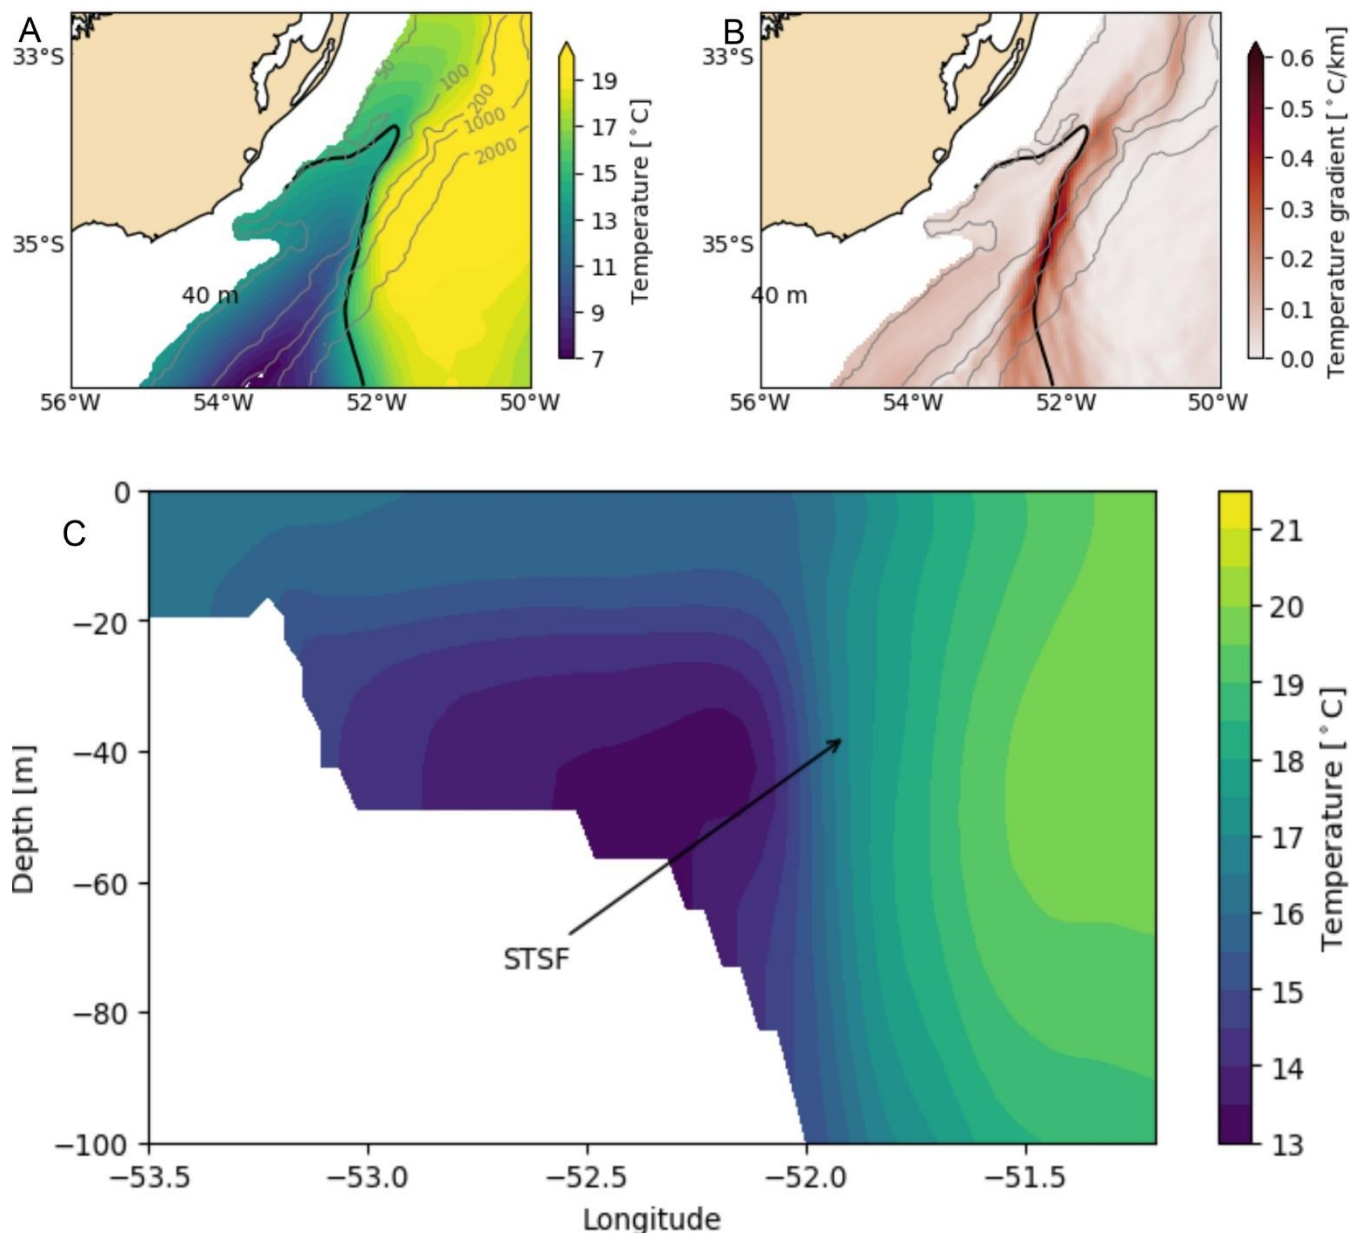 A
33°S
35°S
40 m
50
100
200
1000
2000
56°W
54°W
52°W
50°W
19
17
15
13
11
9
7
Temperature [°C]
B
33°S
35°S
40 m
56°W
54°W
52°W
50°W
0.6
0.5
0.4
0.3
0.2
0.1
0.0
Temperature gradient [°C/km]
C
0
−20
−40
−60
−80
−100
Depth [m]
STSF
−53.5
−53.0
−52.5
−52.0
−51.5
Longitude
21
20
19
18
17
16
15
14
13
Temperature [°C]